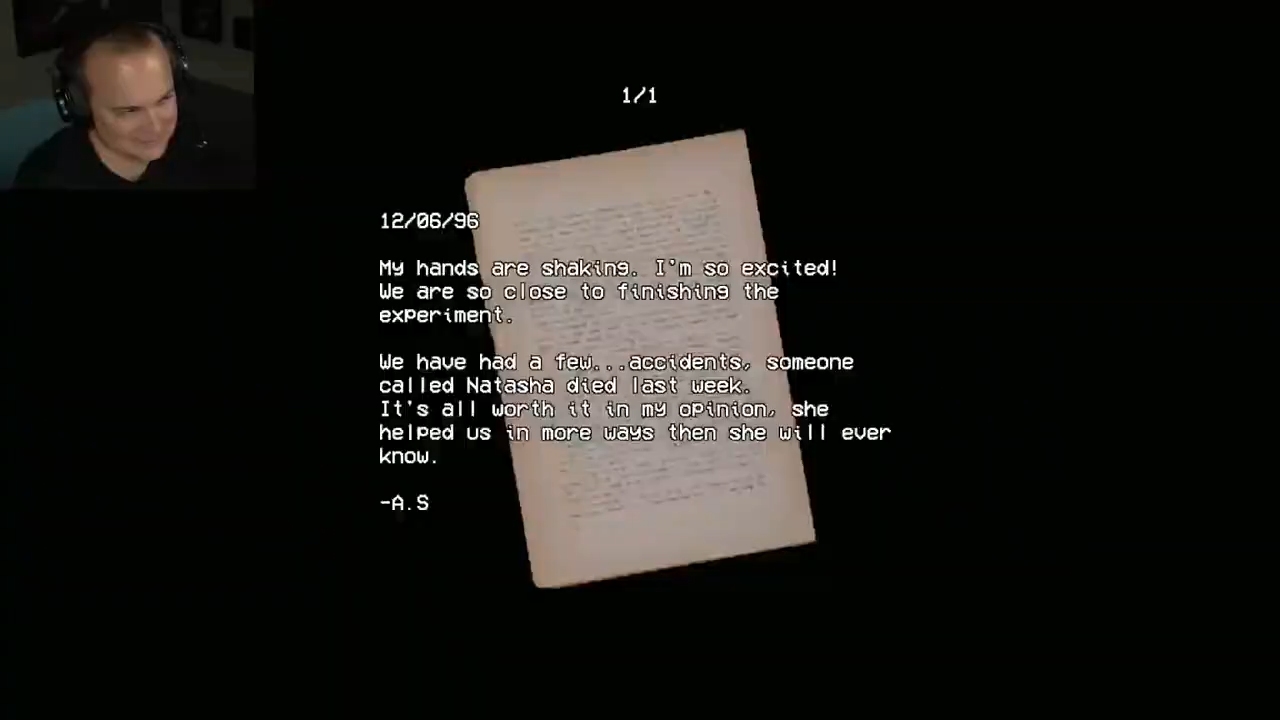 1/1
12/06/96
My hands are shaking. I'm so excited!
We are so close to finishing the
experiment.
We have had a few...accidents, someone
called Natasha died last week.
It's all worth it in my opinion, she
helped us in more ways then she will ever
know.
-A.S